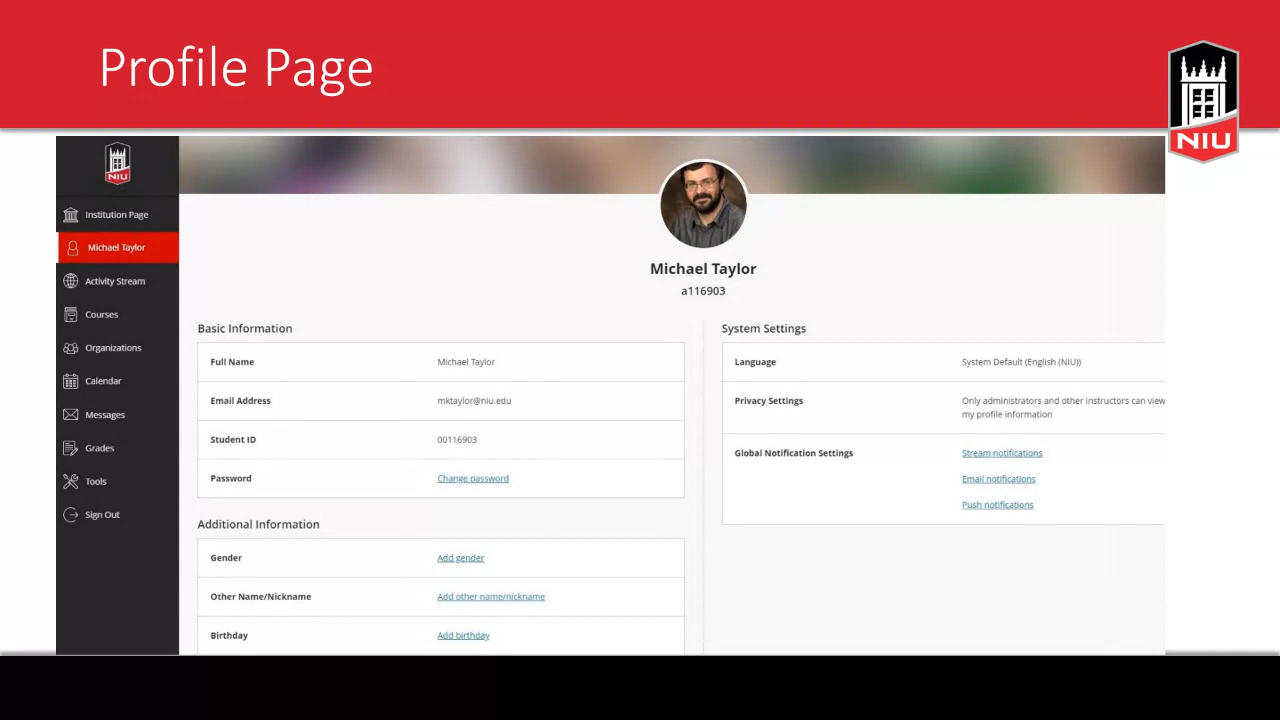 Profile Page
NIU
NIU
Institution Page
Michael Taylor
Activity Stream
Courses
Organizations
Calendar
Messages
Grades
Tools
Sign Out
Michael Taylor
a116903
Basic Information
Full Name Michael Taylor
Email Address mktaylor@niu.edu
Student ID 00116903
Password Change password
Additional Information
Gender Add gender
Other Name/Nickname Add other name/nickname
Birthday Add birthday
System Settings
Language System Default (English (NIU))
Privacy Settings Only administrators and other instructors can view
my profile information
Global Notification Settings Stream notifications
Email notifications
Push notifications